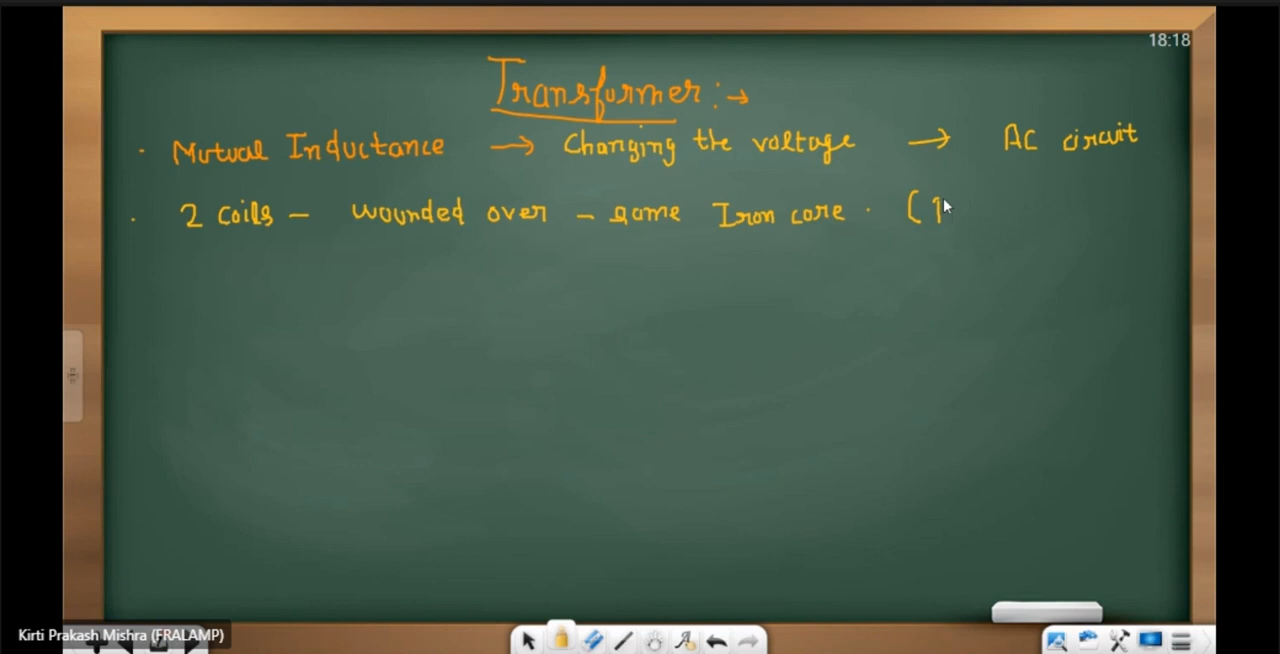 18:18
Transformer :→
· Mutual Inductance → Changing the voltage → AC circuit
· 2 Coils – wounded over – same Iron core · (
Kirti Prakash Mishra (FRALAMP)